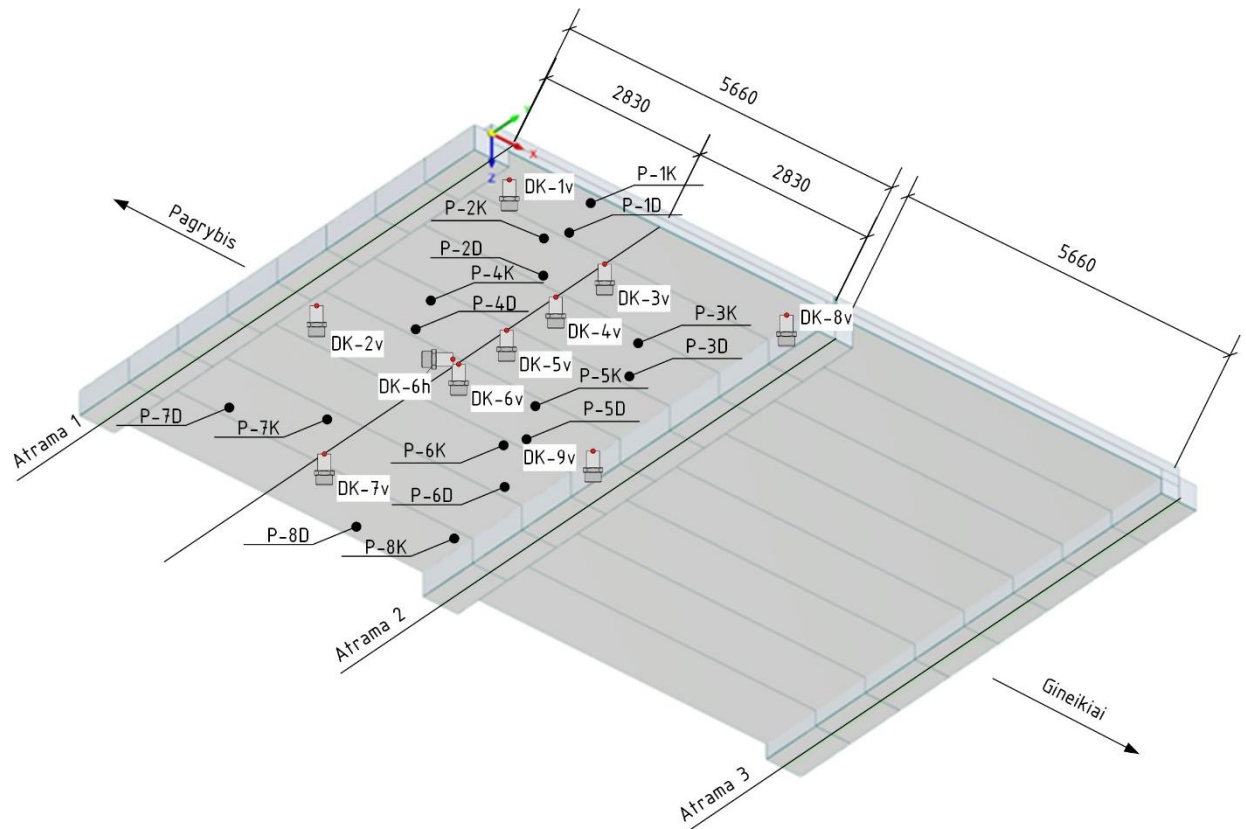 5660
2830
Y
X
Z
DK-1v
P-1K
2830
P-1D
P-2K
Pagrybis
P-2D
P-4K
5660
DK-3v
P-4D
DK-4v
DK-8v
P-3K
DK-2v
DK-5v
P-3D
DK-6h
P-5K
DK-6v
P-7D
P-5D
P-7K
Atrama 1
P-6K
DK-9v
DK-7v
P-6D
P-8D
P-8K
Atrama 2
Gineikiai
Atrama 3